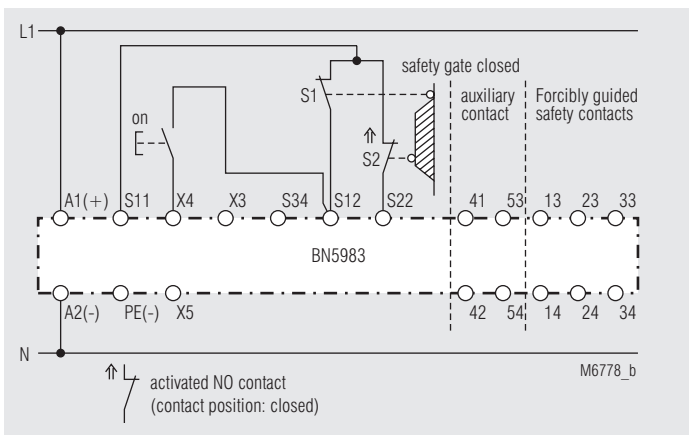 L1
safety gate closed
S1
auxiliary
contact
Forcibly guided
safety contacts
on
⇑
S2
A1(+) S11 X4 X3 S34 S12 S22 41 53 13 23 33
BN5983
A2(-) PE(-) X5 42 54 14 24 34
N
M6778_b
⇑ activated NO contact
(contact position: closed)